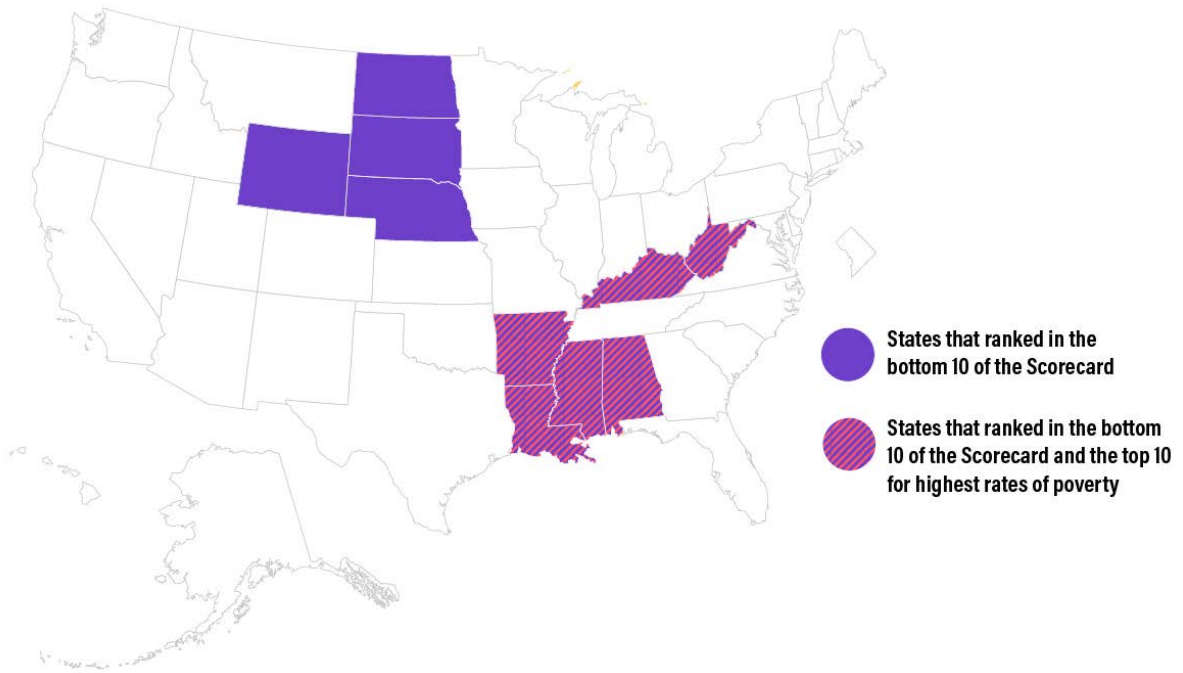 States that ranked in the
bottom 10 of the Scorecard
States that ranked in the bottom
10 of the Scorecard and the top 10
for highest rates of poverty